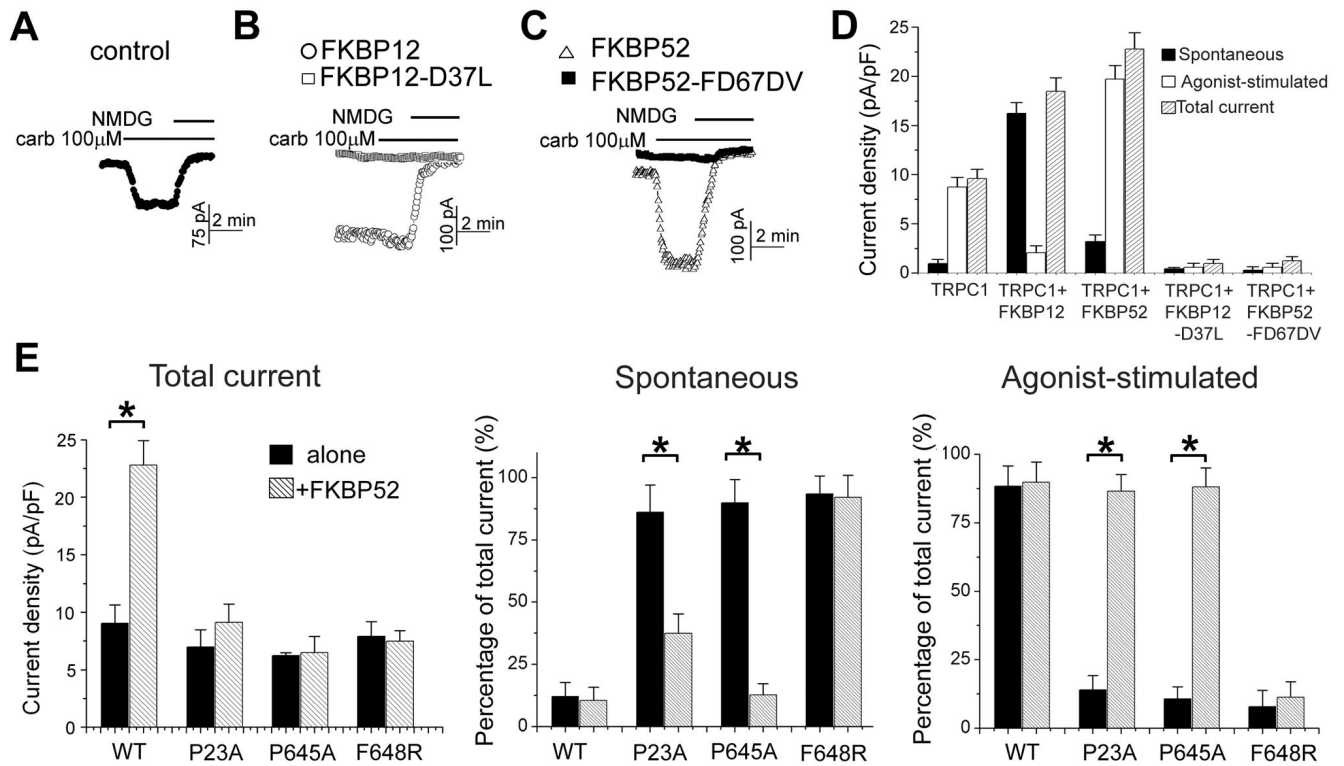 A
control
NMDG
carb 100µM
75 pA
2 min
B
FKBP12
FKBP12-D37L
NMDG
carb 100µM
100 pA
2 min
C
FKBP52
FKBP52-FD67DV
NMDG
carb 100µM
100 pA
2 min
D
Current density (pA/pF)
25
20
15
10
5
0
Spontaneous
Agonist-stimulated
Total current
TRPC1
TRPC1+
FKBP12
TRPC1+
FKBP52
TRPC1+
FKBP12
-D37L
TRPC1+
FKBP52
-FD67DV
E
Total current
Current density (pA/pF)
25
25
15
10
5
0
*
alone
+FKBP52
WT
P23A
P645A
F648R
Spontaneous
Percentage of total current (%)
100
75
50
25
0
*
*
WT
P23A
P645A
F648R
Agonist-stimulated
Percentage of total current (%)
100
75
50
25
0
*
*
WT
P23A
P645A
F648R